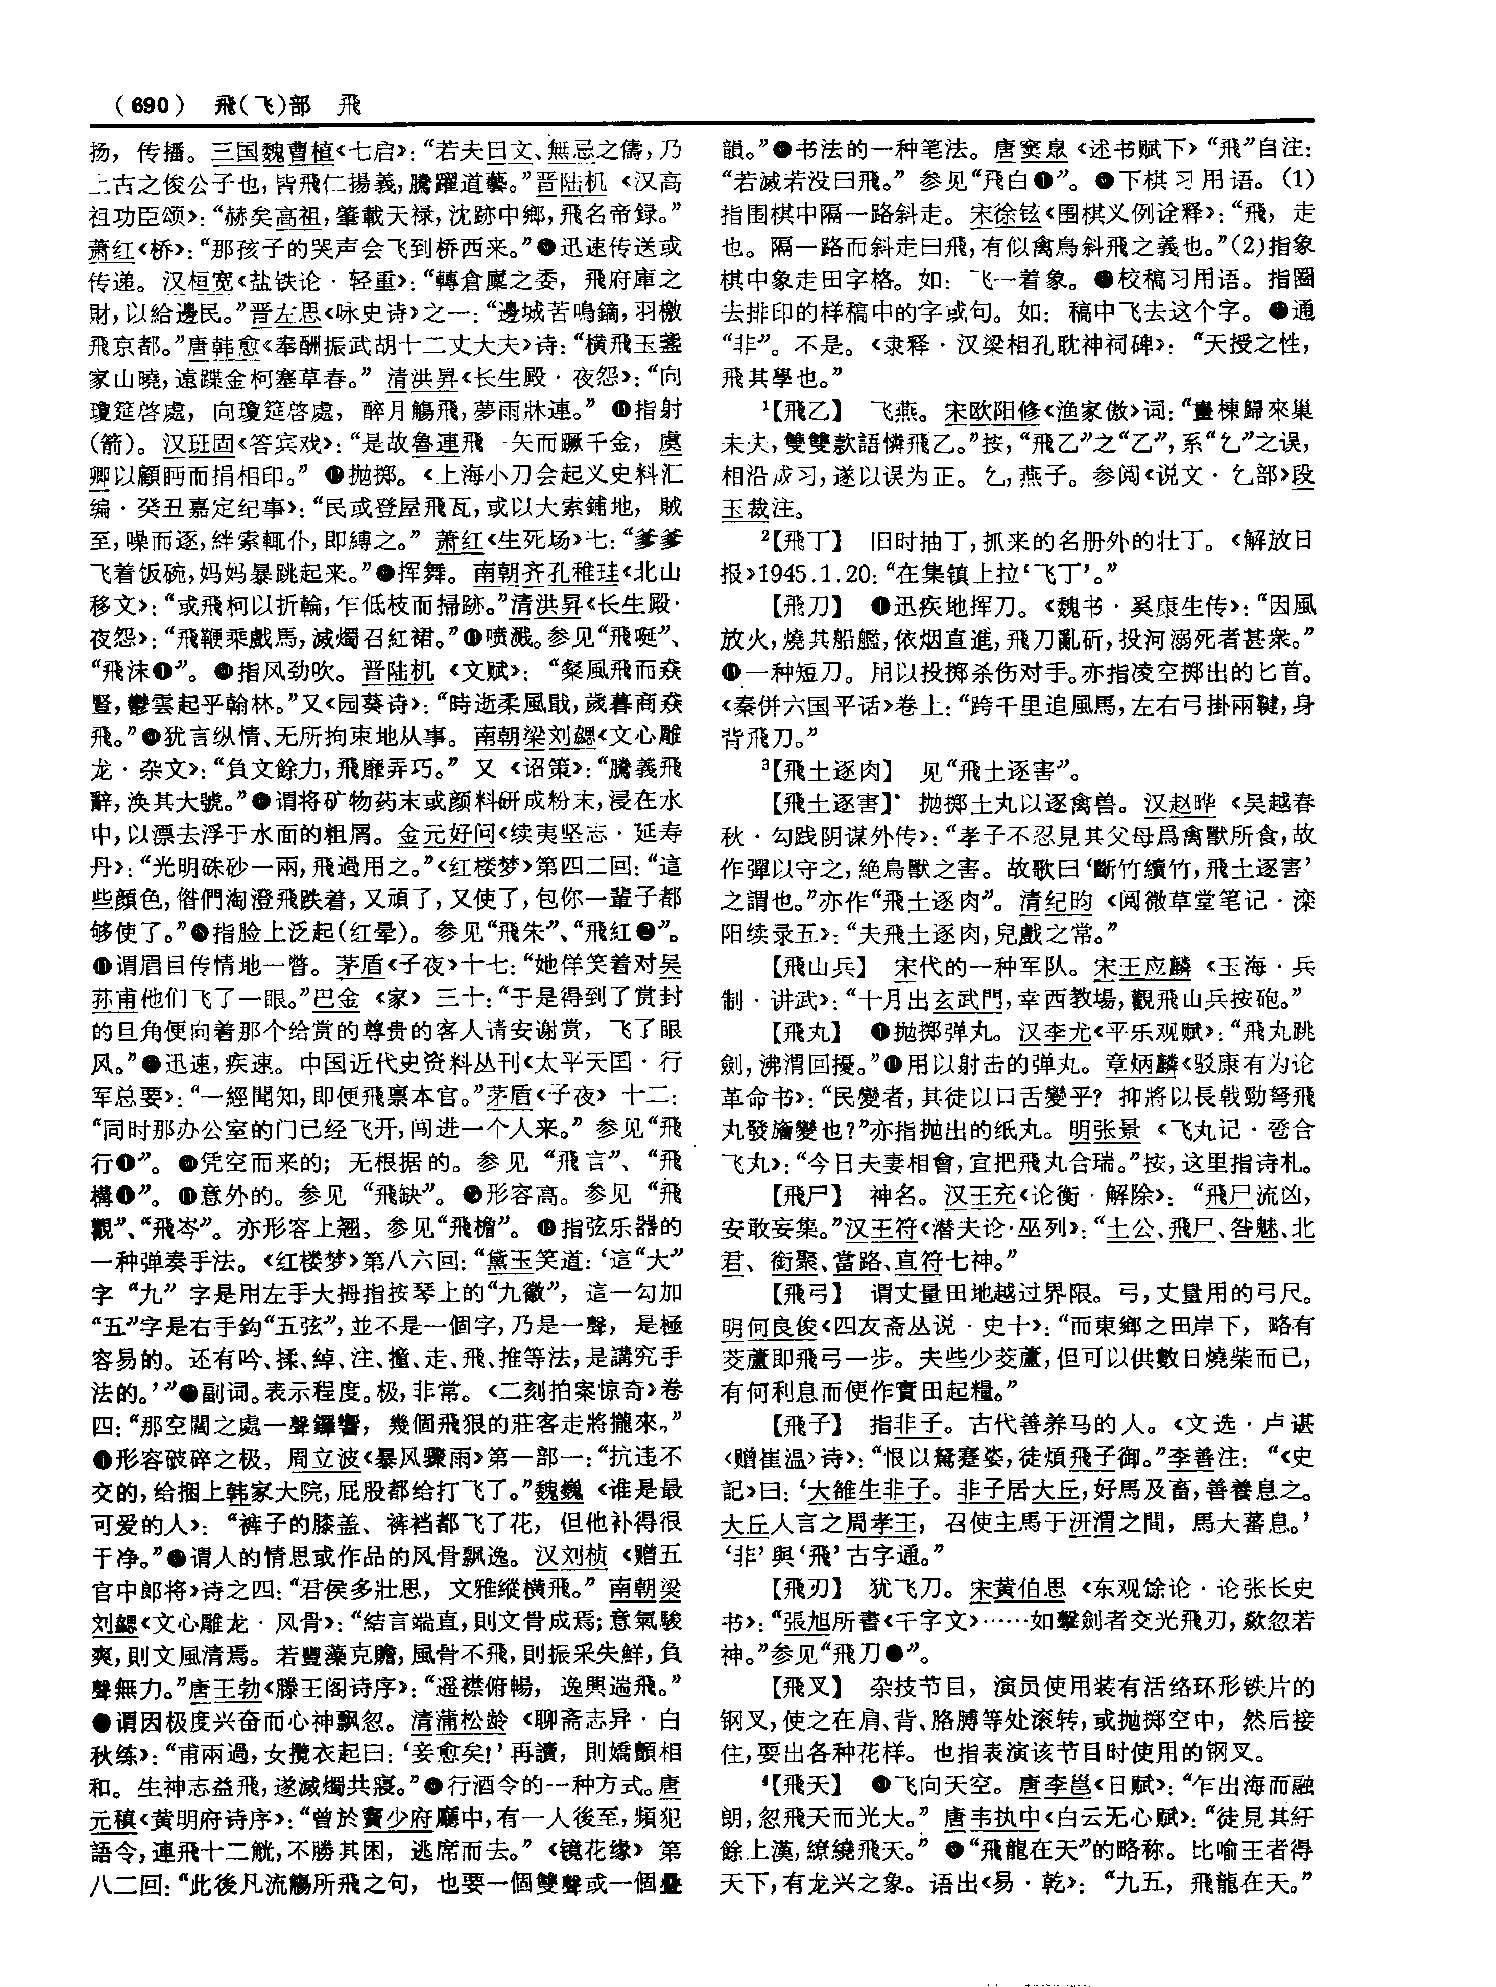 (690) 飛(飞)部 飛
扬，传播。三国魏曹植《七启》：“若夫田文、無忌之儔，乃
上古之俊公子也，皆飛仁揚義，騰躍道藝。”晋陆机《汉高
祖功臣颂》：“赫矣高祖，肇載天禄，沈跡中鄉，飛名帝録。”
萧红《桥》：“那孩子的哭声会飞到桥西来。”迅速传送或
传递。汉桓宽《盐铁论·轻重》：“轉倉廩之委，飛府庫之
財，以給邊民。”晋左思《咏史诗》之一：“邊城苦鳴鏑，羽檄
飛京都。”唐韩愈《奉酬振武胡十二丈大夫》诗：“横飛玉盞
家山曉，遠蹀金柯塞草春。”清洪昇《长生殿·夜怨》：“向
瓊筵啓處，向瓊筵啓處，醉月觴飛，夢雨牀連。”⓫指射
(箭)。汉班固《答宾戏》：“是故魯連飛一矢而蹶千金，虞
卿以顧眄而捐相印。”抛掷。《上海小刀会起义史料汇
编·癸丑嘉定纪事》：“民或登屋飛瓦，或以大索鋪地，賊
至，噪而逐，絆索輒仆，即縛之。”萧红《生死场》七：“爹爹
飞着饭碗，妈妈暴跳起来。”挥舞。南朝齐孔稚珪《北山
移文》：“或飛柯以折輪，乍低枝而掃跡。”清洪昇《长生殿·
夜怨》：“飛鞭乘戲馬，滅燭召紅裙。”喷溅。参见“飛唌”、
“飛沫❶”。指风劲吹。晋陆机《文赋》：“粲風飛而猋
豎，鬱雲起乎翰林。”又《园葵诗》：“時逝柔風戢，歲暮商猋
飛。”犹言纵情、无所拘束地从事。南朝梁刘勰《文心雕
龙·杂文》：“負文餘力，飛靡弄巧。”又《诏策》：“騰義飛
辭，涣其大號。”谓将矿物药末或颜料研成粉末，浸在水
中，以漂去浮于水面的粗屑。金元好问《续夷坚志·延寿
丹》：“光明硃砂一兩，飛過用之。”《红楼梦》第四二回：“這
些顔色，咱們淘澄飛跌着，又頑了，又使了，包你一輩子都
够使了。”指脸上泛起(红晕)。参见“飛朱”、“飛紅❷”。
谓眉目传情地一瞥。茅盾《子夜》十七：“她佯笑着对吴
荪甫他们飞了一眼。”巴金《家》三十：“于是得到了赏封
的旦角便向着那个给赏的尊贵的客人请安谢赏，飞了眼
风。”迅速，疾速。中国近代史资料丛刊《太平天国·行
军总要》：“一經聞知，即便飛禀本官。”茅盾《子夜》十二：
“同时那办公室的门已经飞开，闯进一个人来。”参见“飛
行❶”。凭空而来的；无根据的。参见“飛言”、“飛
構❶”。意外的。参见“飛缺”。形容高。参见“飛
觀”、“飛岑”。亦形容上翘。参见“飛檐”。指弦乐器的
一种弹奏手法。《红楼梦》第八六回：“黛玉笑道：‘這“大”
字“九”字是用左手大拇指按琴上的“九徽”，這一勾加
“五”字是右手鈎“五弦”，並不是一個字，乃是一聲，是極
容易的。还有吟、揉、綽、注、撞、走、飛、推等法，是講究手
法的。’”副词。表示程度。极，非常。《二刻拍案惊奇》卷
四：“那空闊之處一聲鑼響，幾個飛狠的莊客走將攏來。”
形容破碎之极。周立波《暴风骤雨》第一部一：“抗违不
交的，给捆上韩家大院，屁股都给打飞了。”魏巍《谁是最
可爱的人》：“裤子的膝盖、裤裆都飞了花，但他补得很
干净。”谓人的情思或作品的风骨飘逸。汉刘桢《赠五
官中郎将》诗之四：“君侯多壯思，文雅縱横飛。”南朝梁
刘勰《文心雕龙·风骨》：“結言端直，則文骨成焉；意氣駿
爽，則文風清焉。若豐藻克贍，風骨不飛，則振采失鮮，負
聲無力。”唐王勃《滕王阁诗序》：“遥襟俯暢，逸興遄飛。”
谓因极度兴奋而心神飘忽。清蒲松龄《聊斋志异·白
秋练》：“甫兩過，女攬衣起曰：‘妾愈矣！’再讀，則嬌顫相
和。生神志益飛，遂滅燭共寢。”行酒令的一种方式。唐
元稹《黄明府诗序》：“曾於竇少府廳中，有一人後至，頻犯
語令，連飛十二觥，不勝其困，逃席而去。”《镜花缘》第
八二回：“此後凡流觴所飛之句，也要一個雙聲或一個疊
韻。”书法的一种笔法。唐窦臮《述书赋下》“飛”自注：
“若滅若没曰飛。”参见“飛白❶”。下棋习用语。(1)
指围棋中隔一路斜走。宋徐铉《围棋义例诠释》：“飛，走
也。隔一路而斜走曰飛，有似禽鳥斜飛之義也。”(2)指象
棋中象走田字格。如：飞一着象。校稿习用语。指圈
去排印的样稿中的字或句。如：稿中飞去这个字。通
“非”。不是。《隶释·汉梁相孔耽神祠碑》：“天授之性，
飛其學也。”
¹【飛乙】 飞燕。宋欧阳修《渔家傲》词：“畫棟歸來巢
未失，雙雙款語憐飛乙。”按，“飛乙”之“乙”，系“乚”之误，
相沿成习，遂以误为正。乚，燕子。参阅《说文·乚部》段
玉裁注。
²【飛丁】 旧时抽丁，抓来的名册外的壮丁。《解放日
报》1945.1.20：“在集镇上拉‘飞丁’。”
【飛刀】 ❶迅疾地挥刀。《魏书·奚康生传》：“因風
放火，燒其船艦，依烟直進，飛刀亂斫，投河溺死者甚衆。”
❷一种短刀。用以投掷杀伤对手。亦指凌空掷出的匕首。
《秦併六国平话》卷上：“跨千里追風馬，左右弓掛兩鞬，身
背飛刀。”
³【飛土逐肉】 见“飛土逐害”。
【飛土逐害】 抛掷土丸以逐禽兽。汉赵晔《吴越春
秋·勾践阴谋外传》：“孝子不忍見其父母爲禽獸所食，故
作彈以守之，絶鳥獸之害。故歌曰‘斷竹續竹，飛土逐害’
之謂也。”亦作“飛土逐肉”。清纪昀《阅微草堂笔记·滦
阳续录五》：“夫飛土逐肉，兒戲之常。”
【飛山兵】 宋代的一种军队。宋王应麟《玉海·兵
制·讲武》：“十月出玄武門，幸西教場，觀飛山兵按砲。”
【飛丸】 ❶抛掷弹丸。汉李尤《平乐观赋》：“飛丸跳
劍，沸渭回擾。”❷用以射击的弹丸。章炳麟《驳康有为论
革命书》：“民變者，其徒以口舌變乎？抑將以長戟勁弩飛
丸發旝變也？”亦指抛出的纸丸。明张景《飞丸记·卺合
飞丸》：“今日夫妻相會，宜把飛丸合瑞。”按，这里指诗札。
【飛尸】 神名。汉王充《论衡·解除》：“飛尸流凶，
安敢妄集。”汉王符《潜夫论·巫列》：“土公、飛尸、咎魅、北
君、銜聚、當路、直符七神。”
【飛弓】 谓丈量田地越过界限。弓，丈量用的弓尺。
明何良俊《四友斋丛说·史十》：“而東鄉之田岸下，略有
茭蘆即飛弓一步。夫些少茭蘆，但可以供數日燒柴而已，
有何利息而便作實田起糧。”
【飛子】 指非子。古代善养马的人。《文选·卢谌
〈赠崔温〉诗》：“恨以駑蹇姿，徒煩飛子御。”李善注：“《史
記》曰：‘大雒生非子。非子居大丘，好馬及畜，善養息之。
大丘人言之周孝王，召使主馬于汧渭之間，馬大蕃息。’
‘非’與‘飛’古字通。”
【飛刃】 犹飞刀。宋黄伯思《东观馀论·论张长史
书》：“張旭所書《千字文》……如擊劍者交光飛刃，歘忽若
神。”参见“飛刀”。
【飛叉】 杂技节目，演员使用装有活络环形铁片的
钢叉，使之在肩、背、胳膊等处滚转，或抛掷空中，然后接
住，耍出各种花样。也指表演该节目时使用的钢叉。
⁴【飛天】 ❶飞向天空。唐李邕《日赋》：“乍出海而融
朗，忽飛天而光大。”唐韦执中《白云无心赋》：“徒見其紆
餘上漢，繚繞飛天。”❷“飛龍在天”的略称。比喻王者得
天下，有龙兴之象。语出《易·乾》：“九五，飛龍在天。”